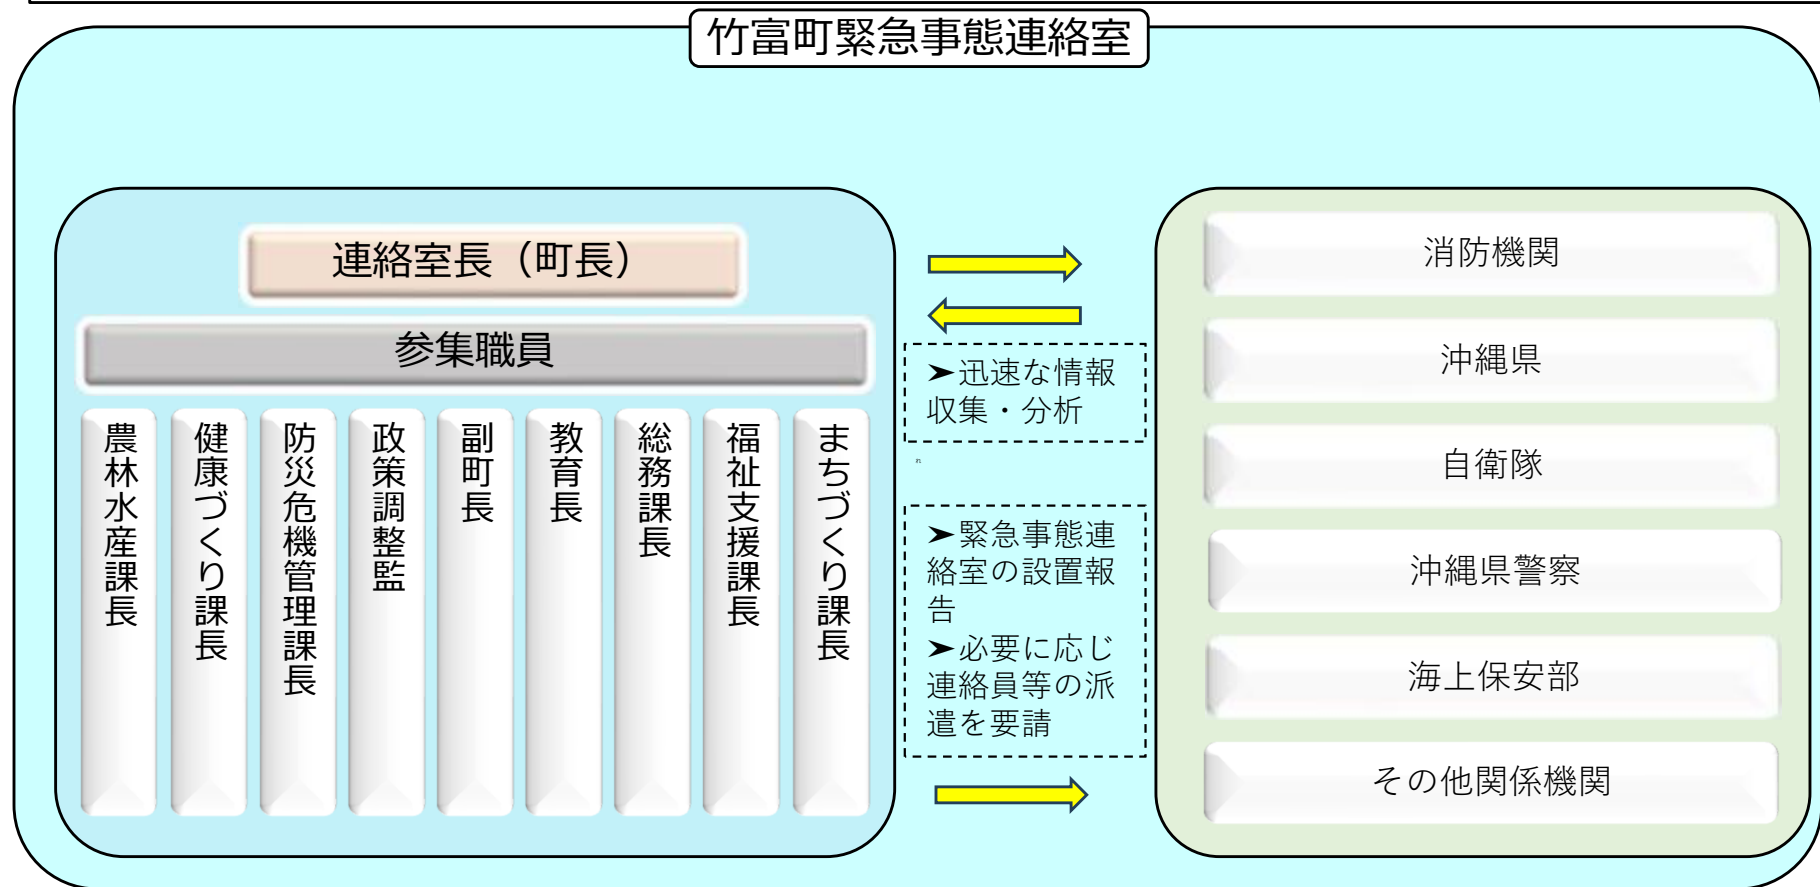 竹富町緊急事態連絡室
連絡室長（町長）
参集職員
農林水産課長
健康づくり課長
防災危機管理課長
政策調整監
副町長
教育長
総務課長
福祉支援課長
まちづくり課長
➤迅速な情報
収集・分析
れ
➤緊急事態連
絡室の設置報
告
➤必要に応じ
連絡員等の派
遣を要請
消防機関
沖縄県
自衛隊
沖縄県警察
海上保安部
その他関係機関